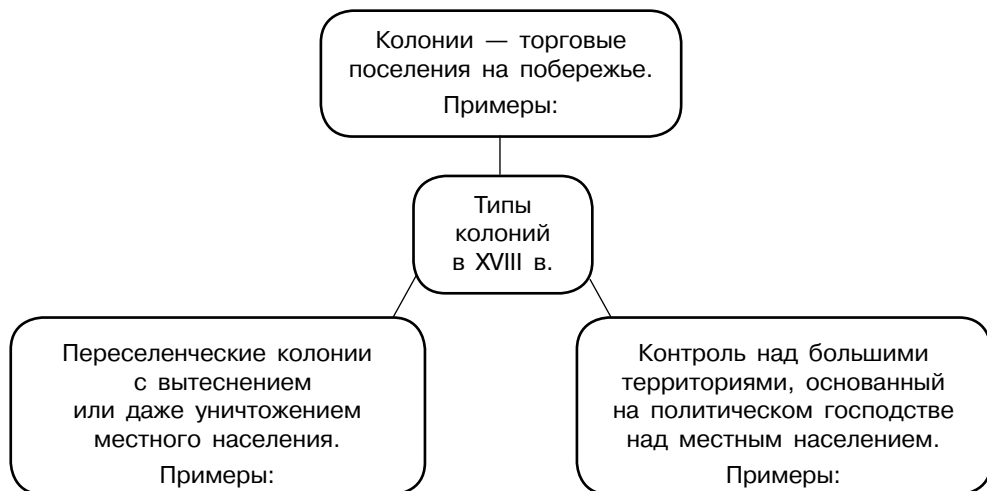 Колонии — торговые
поселения на побережье.
Примеры:
Типы
колоний
в XVIII в.
Переселенческие колонии
с вытеснением
или даже уничтожением
местного населения.
Примеры:
Контроль над большими
территориями, основанный
на политическом господстве
над местным населением.
Примеры: